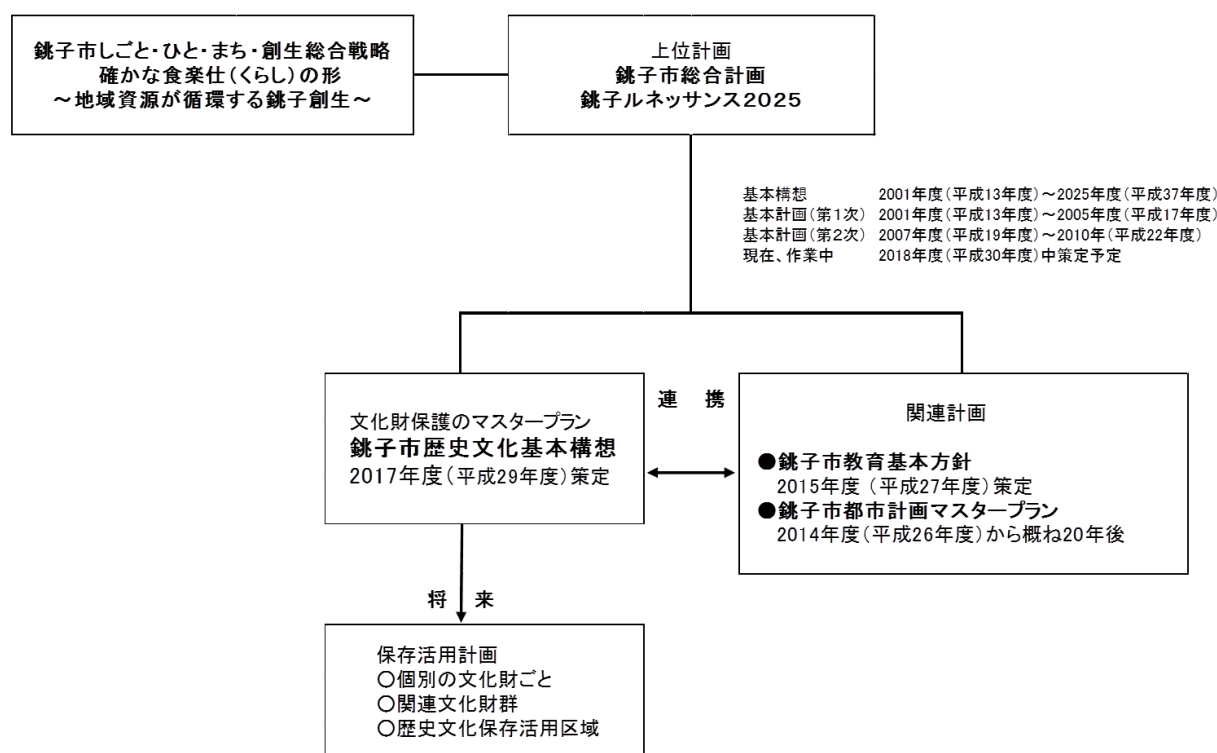 銚子市しごと・ひと・まち・創生総合戦略
確かな食楽仕(くらし)の形
～地域資源が循環する銚子創生～
上位計画
銚子市総合計画
銚子ルネッサンス2025
基本構想 2001年度(平成13年度)～2025年度(平成37年度)
基本計画(第1次) 2001年度(平成13年度)～2005年度(平成17年度)
基本計画(第2次) 2007年度(平成19年度)～2010年(平成22年度)
現在、作業中 2018年度(平成30年度)中策定予定
文化財保護のマスタープラン
銚子市歴史文化基本構想
2017年度(平成29年度)策定
連 携
関連計画
●銚子市教育基本方針
2015年度 (平成27年度)策定
●銚子市都市計画マスタープラン
2014年度(平成26年度)から概ね20年後
将 来
保存活用計画
○個別の文化財ごと
○関連文化財群
○歴史文化保存活用区域